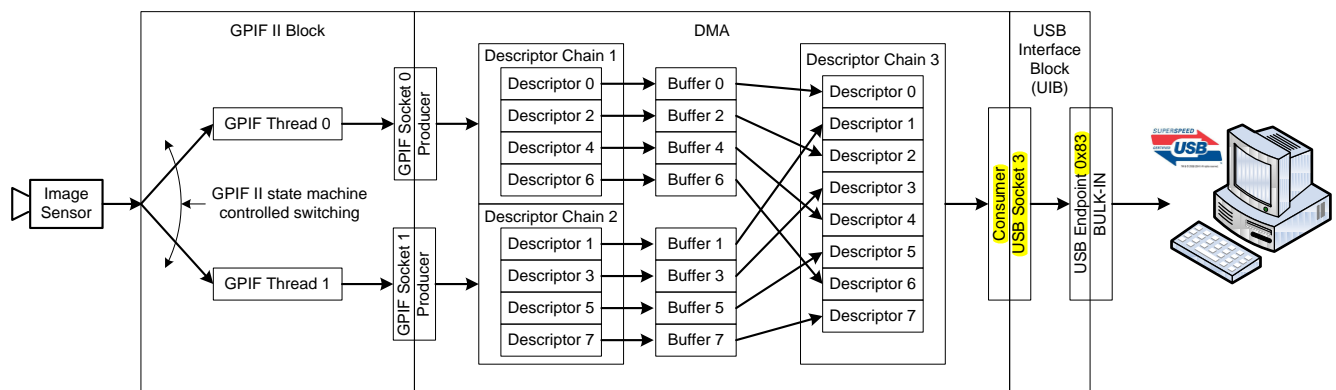 GPIF II Block
DMA
USB
Interface
Block
(UIB)
Image
Sensor
GPIF Thread 0
GPIF II state machine
controlled switching
GPIF Thread 1
GPIF Socket 0
Producer
GPIF Socket 1
Producer
Descriptor Chain 1
Descriptor 0
Descriptor 2
Descriptor 4
Descriptor 6
Descriptor Chain 2
Descriptor 1
Descriptor 3
Descriptor 5
Descriptor 7
Buffer 0
Buffer 2
Buffer 4
Buffer 6
Buffer 1
Buffer 3
Buffer 5
Buffer 7
Descriptor Chain 3
Descriptor 0
Descriptor 1
Descriptor 2
Descriptor 3
Descriptor 4
Descriptor 5
Descriptor 6
Descriptor 7
Consumer
USB Socket 3
USB Endpoint 0x83
BULK-IN
SUPERSPEED
CERTIFIED
USB